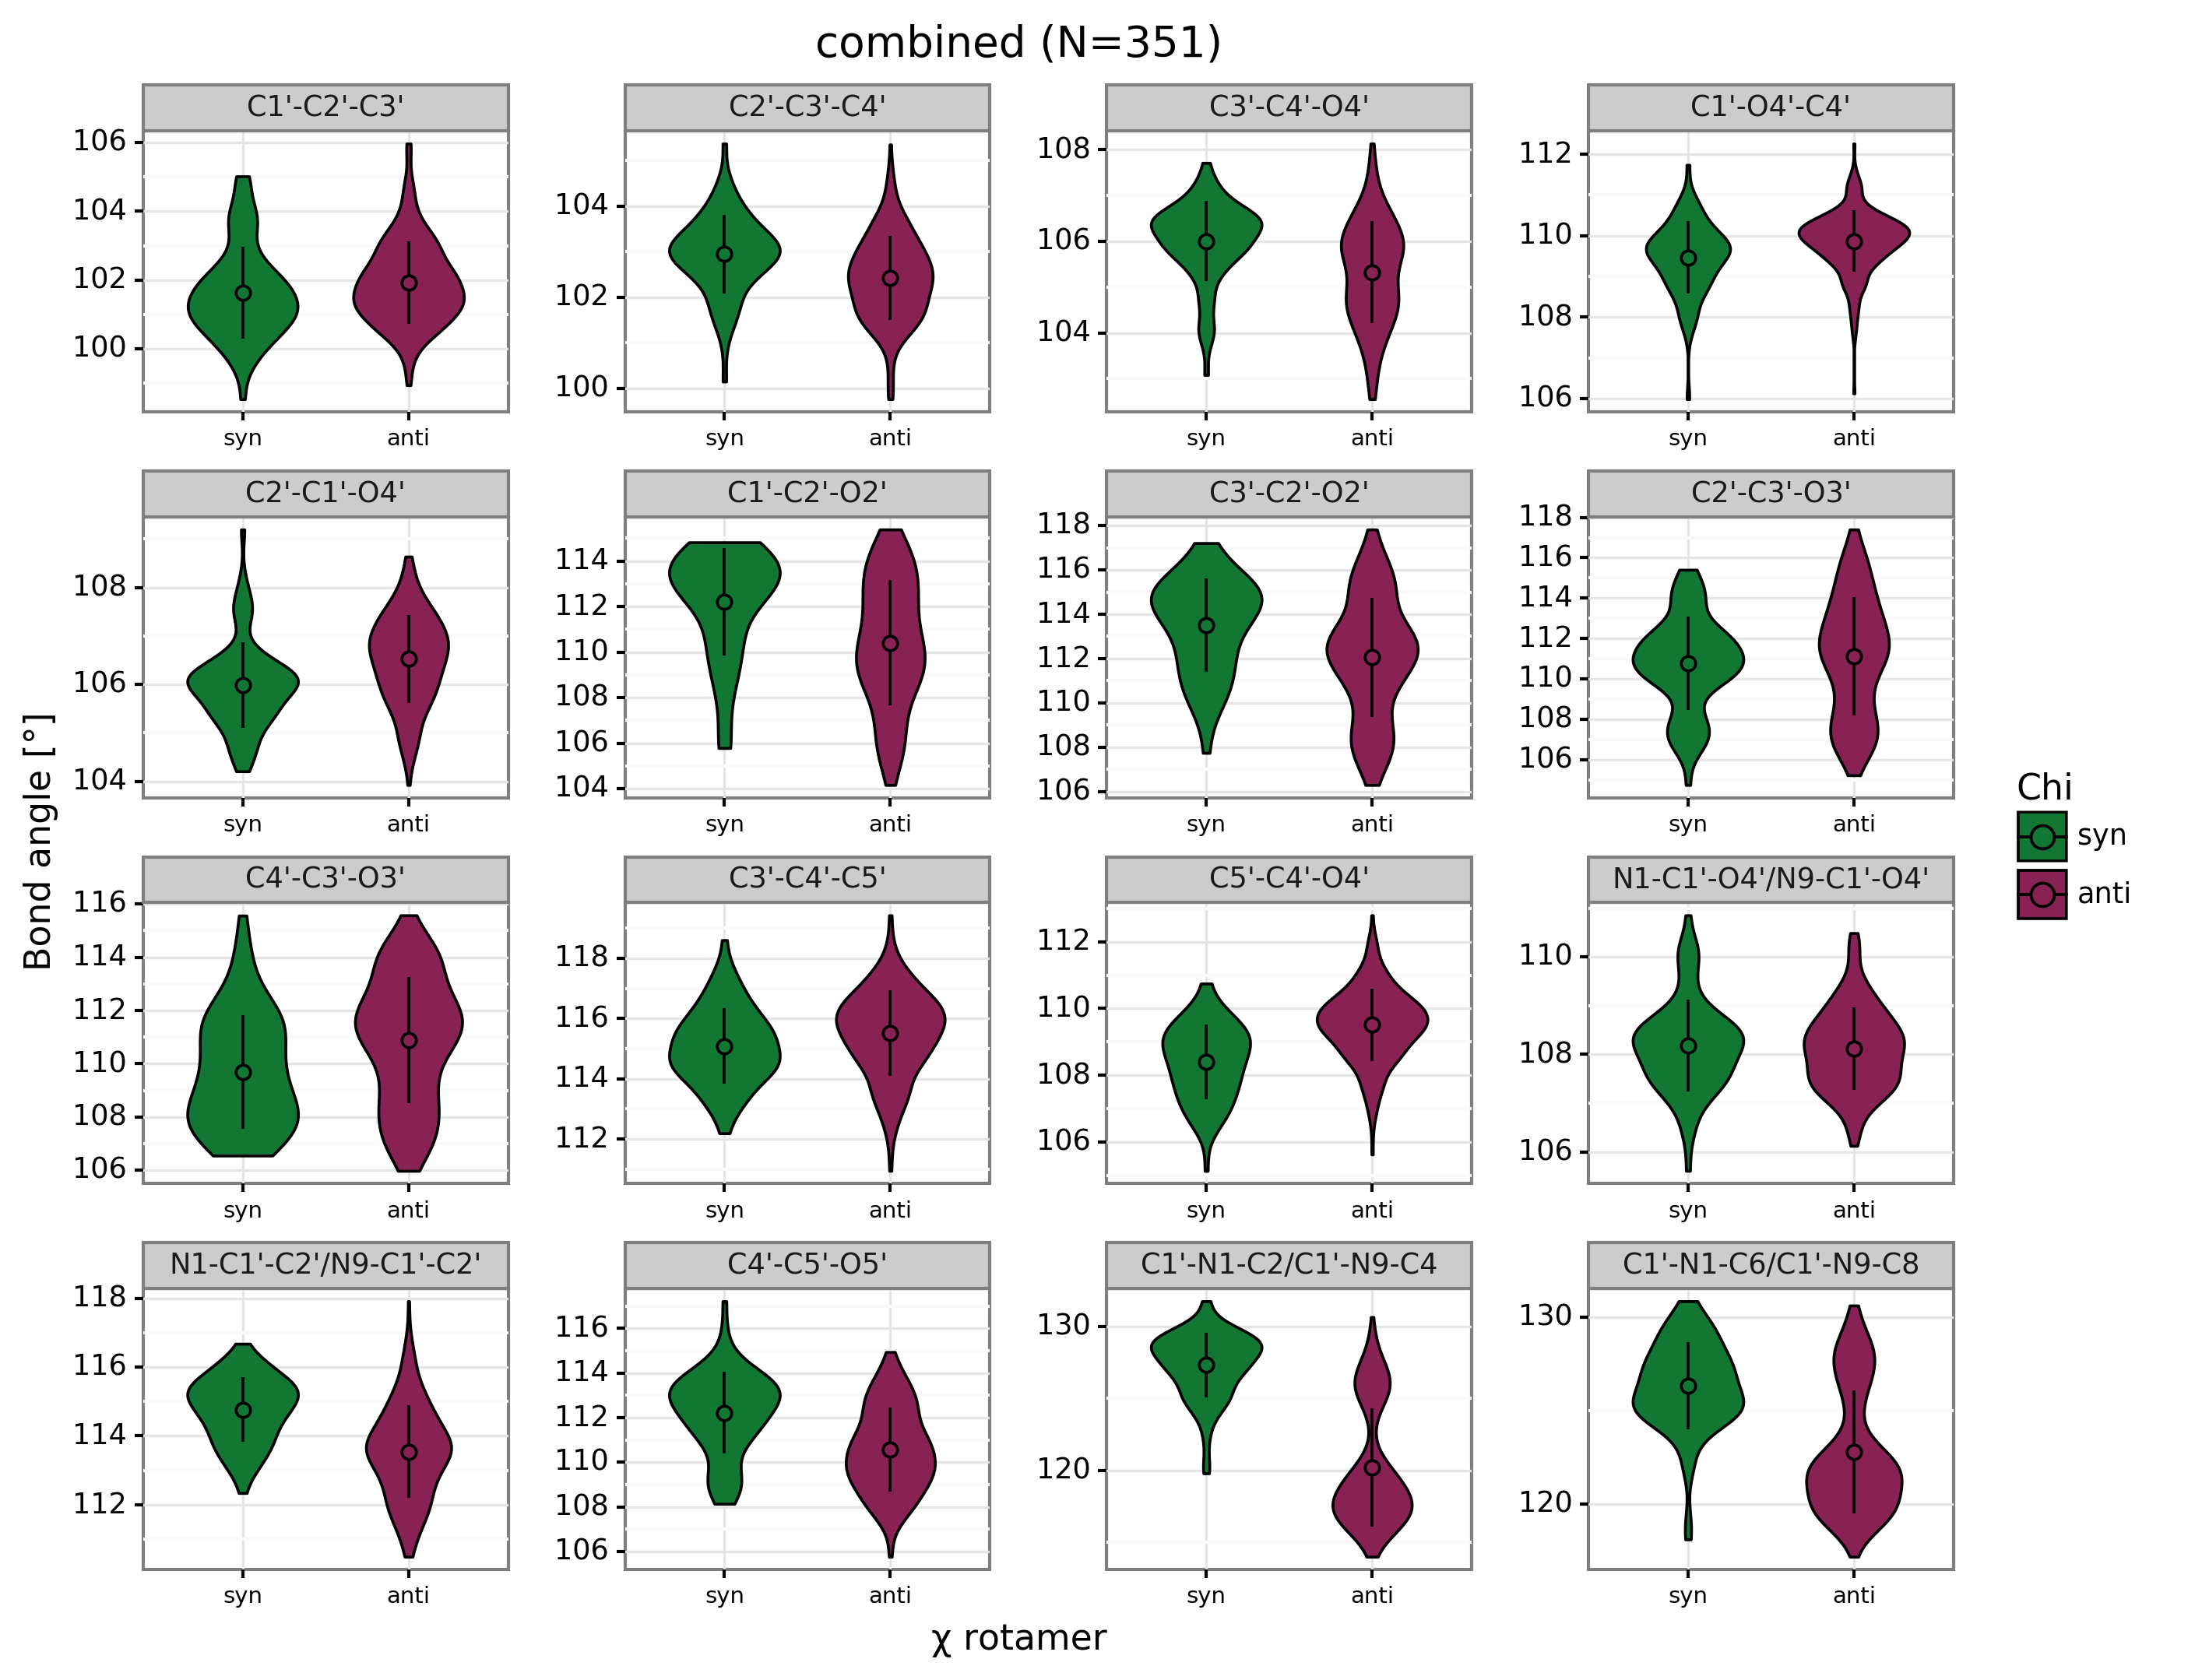 combined (N=351)
C1'-C2'-C3'
C2'-C3'-C4'
C3'-C4'-O4'
C1'-O4'-C4'
106
104
102
100
104
102
100
108
106
104
112
110
108
106
syn anti
syn anti
syn anti
syn anti
C2'-C1'-O4'
C1'-C2'-O2'
C3'-C2'-O2'
C2'-C3'-O3'
108
106
104
114
112
110
108
106
104
118
116
114
112
110
108
106
118
116
114
112
110
108
106
syn anti
syn anti
syn anti
syn anti
C4'-C3'-O3'
C3'-C4'-C5'
C5'-C4'-O4'
N1-C1'-O4'/N9-C1'-O4'
116
114
112
110
108
106
118
116
114
112
112
110
108
106
110
108
106
syn anti
syn anti
syn anti
syn anti
N1-C1'-C2'/N9-C1'-C2'
C4'-C5'-O5'
C1'-N1-C2/C1'-N9-C4
C1'-N1-C6/C1'-N9-C8
118
116
114
112
116
114
112
110
108
106
130
120
130
120
syn anti
syn anti
syn anti
syn anti
Bond angle [°]
χ rotamer
Chi
syn
anti